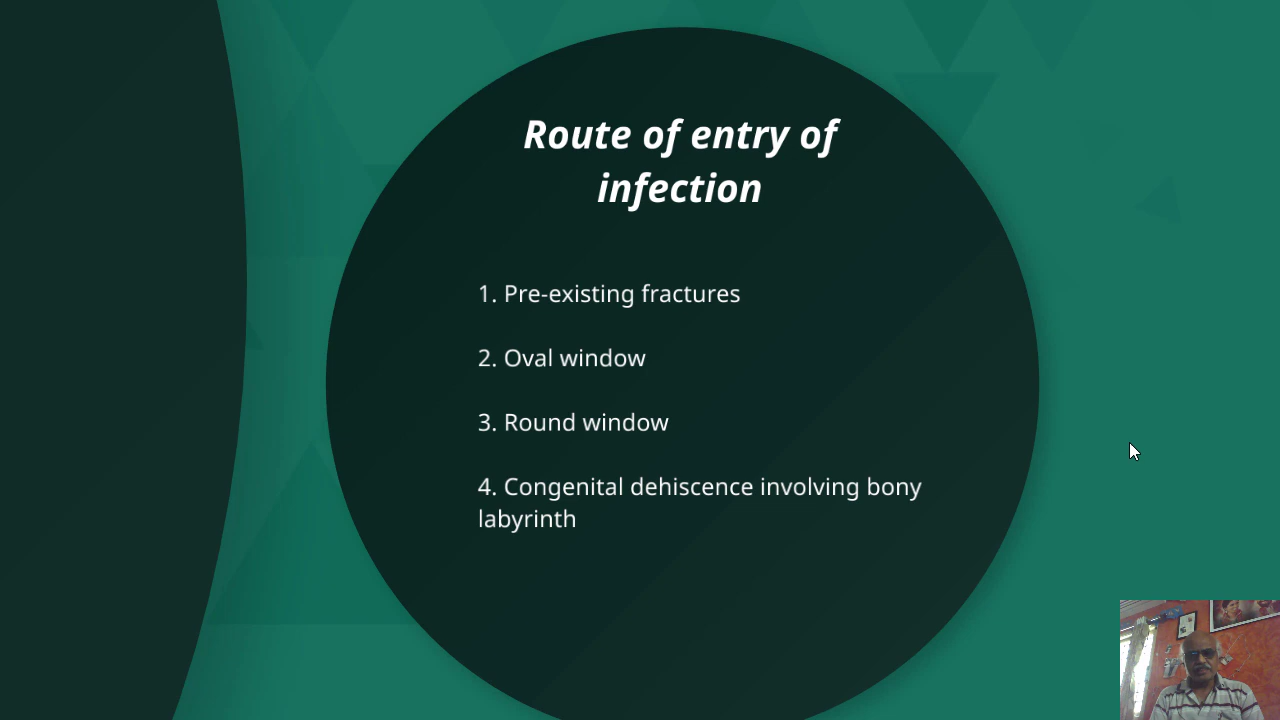 Route of entry of
infection
1. Pre-existing fractures
2. Oval window
3. Round window
4. Congenital dehiscence involving bony
labyrinth